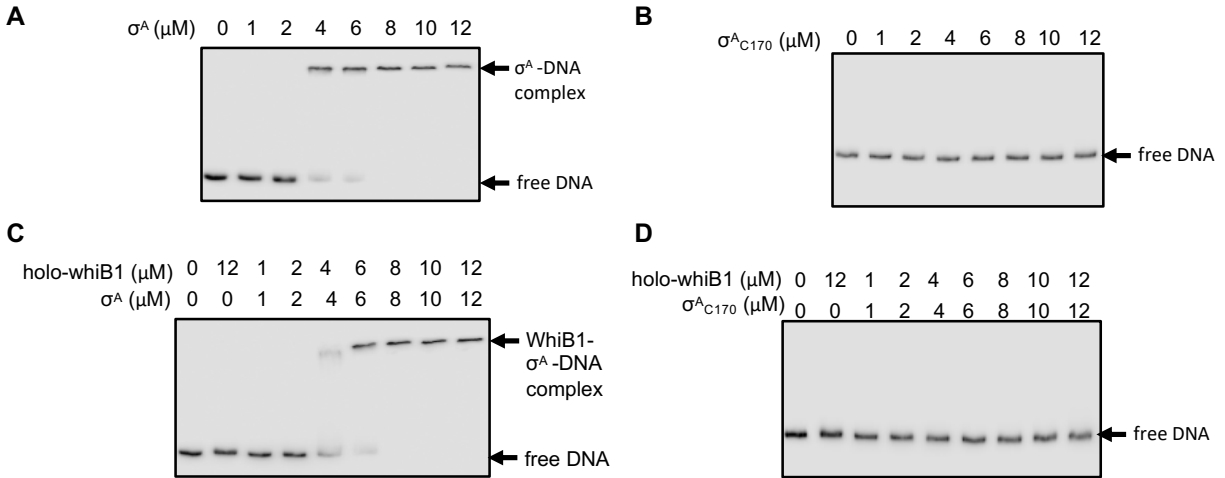 A
σᴬ (μM) 0 1 2 4 6 8 10 12
σᴬ -DNA
complex
free DNA
B
σᴬC170 (μM) 0 1 2 4 6 8 10 12
free DNA
C
holo-whiB1 (μM) 0 12 1 2 4 6 8 10 12
σᴬ (μM) 0 0 1 2 4 6 8 10 12
WhiB1-
σᴬ -DNA
complex
free DNA
D
holo-whiB1 (μM) 0 12 1 2 4 6 8 10 12
σᴬC170 (μM) 0 0 1 2 4 6 8 10 12
free DNA